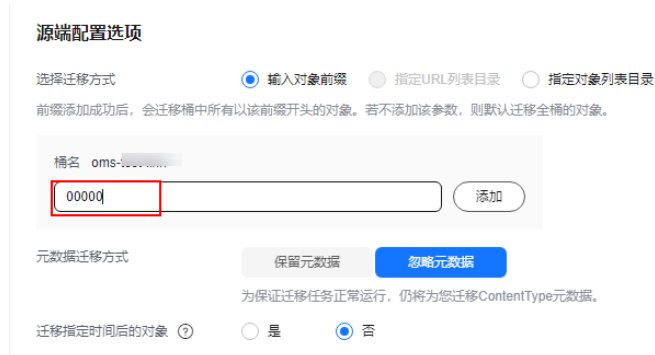 源端配置选项
选择迁移方式 输入对象前缀 指定URL列表目录 指定对象列表目录
前缀添加成功后，会迁移桶中所有以该前缀开头的对象。若不添加该参数，则默认迁移全桶的对象。
桶名 oms-
00000 添加
元数据迁移方式 保留元数据 忽略元数据
为保证迁移任务正常运行，仍将为您迁移ContentType元数据。
迁移指定时间后的对象 ? 是 否